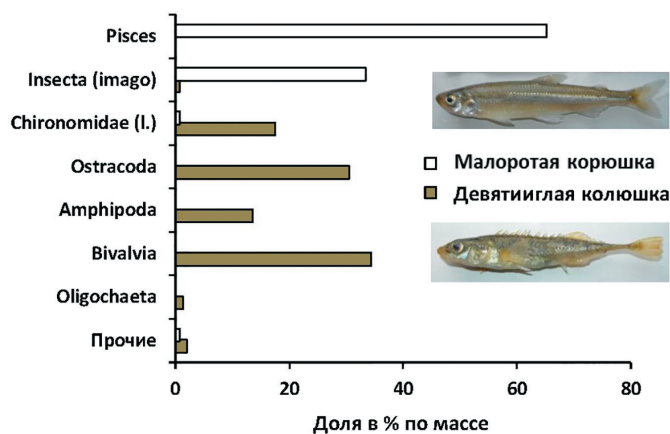 Pisces
Insecta (imago)
Chironomidae (l.)
Ostracoda
Amphipoda
Bivalvia
Oligochaeta
Прочие
0 20 40 60 80
Доля в % по массе
Малоротая корюшка
Девятииглая колюшка